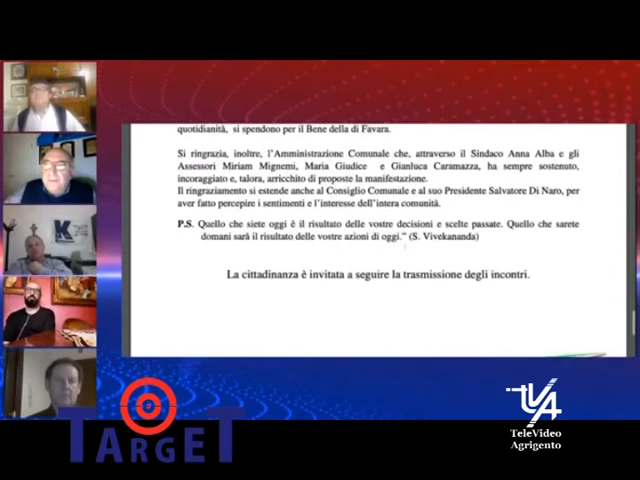 quotidianità, si spendono per il Bene della di Favara.
Si ringrazia, inoltre, l'Amministrazione Comunale che, attraverso il Sindaco Anna Alba e gli
Assessori Miriam Mignemi, Maria Giudice e Gianluca Caramazza, ha sempre sostenuto,
incoraggiato e, talora, arricchito di proposte la manifestazione.
Il ringraziamento si estende anche al Consiglio Comunale e al suo Presidente Salvatore Di Naro, per
aver fatto percepire i sentimenti e l'interesse dell'intera comunità.
P.S. Quello che siete oggi è il risultato delle vostre decisioni e scelte passate. Quello che sarete
domani sarà il risultato delle vostre azioni di oggi." (S. Vivekananda)
La cittadinanza è invitata a seguire la trasmissione degli incontri.
K
TARGET
TVA
TeleVideo
Agrigento